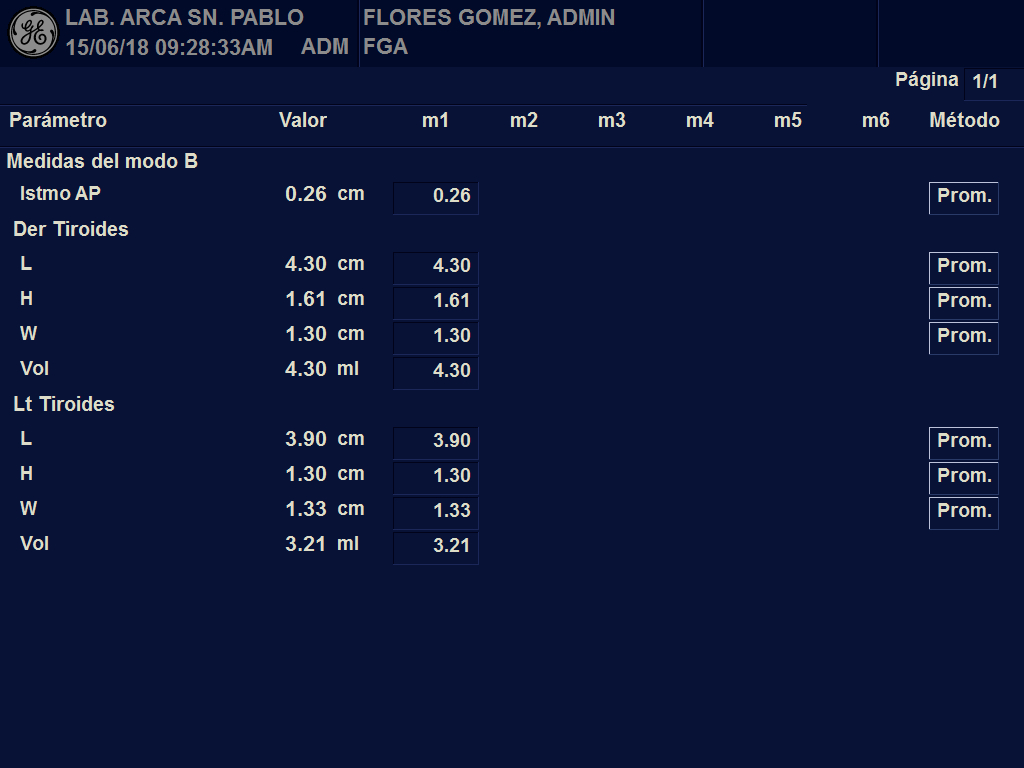 LAB. ARCA SN. PABLO FLORES GOMEZ, ADMIN
15/06/18 09:28:33AM ADM FGA
Página 1/1
Parámetro Valor m1 m2 m3 m4 m5 m6 Método
Medidas del modo B
Istmo AP 0.26 cm 0.26 Prom.
Der Tiroides
L 4.30 cm 4.30 Prom.
H 1.61 cm 1.61 Prom.
W 1.30 cm 1.30 Prom.
Vol 4.30 ml 4.30
Lt Tiroides
L 3.90 cm 3.90 Prom.
H 1.30 cm 1.30 Prom.
W 1.33 cm 1.33 Prom.
Vol 3.21 ml 3.21